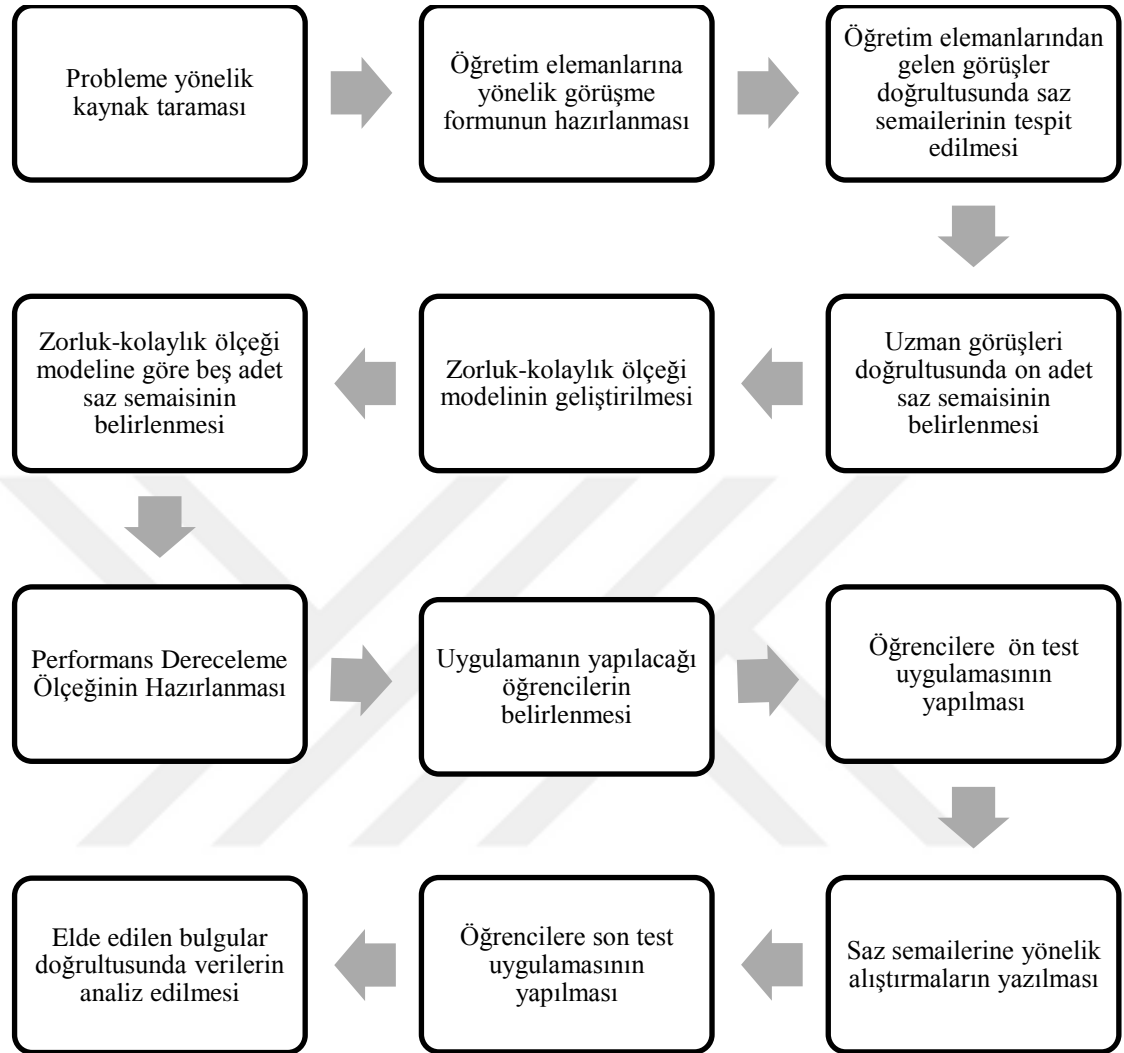 Probleme yönelik
kaynak taraması
Öğretim elemanlarına
yönelik görüşme
formunun hazırlanması
Öğretim elemanlarından
gelen görüşler
doğrultusunda saz
semailerinin tespit
edilmesi
Uzman görüşleri
doğrultusunda on adet
saz semaisinin
belirlenmesi
Zorluk-kolaylık ölçeği
modelinin geliştirilmesi
Zorluk-kolaylık ölçeği
modeline göre beş adet
saz semaisinin
belirlenmesi
Performans Dereceleme
Ölçeğinin Hazırlanması
Uygulamanın yapılacağı
öğrencilerin
belirlenmesi
Öğrencilere ön test
uygulamasının
yapılması
Saz semailerine yönelik
alıştırmaların yazılması
Öğrencilere son test
uygulamasının
yapılması
Elde edilen bulgular
doğrultusunda verilerin
analiz edilmesi